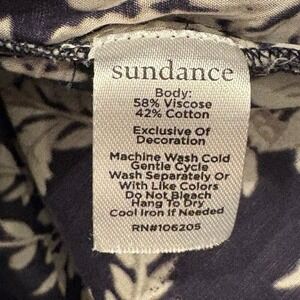 sundance
Body:
58% Viscose
42% Cotton
Exclusive Of
Decoration
Machine Wash Cold
Gentle Cycle
Wash Separately Or
With Like Colors
Do Not Bleach
Hang To Dry
Cool Iron If Needed
RN#106205